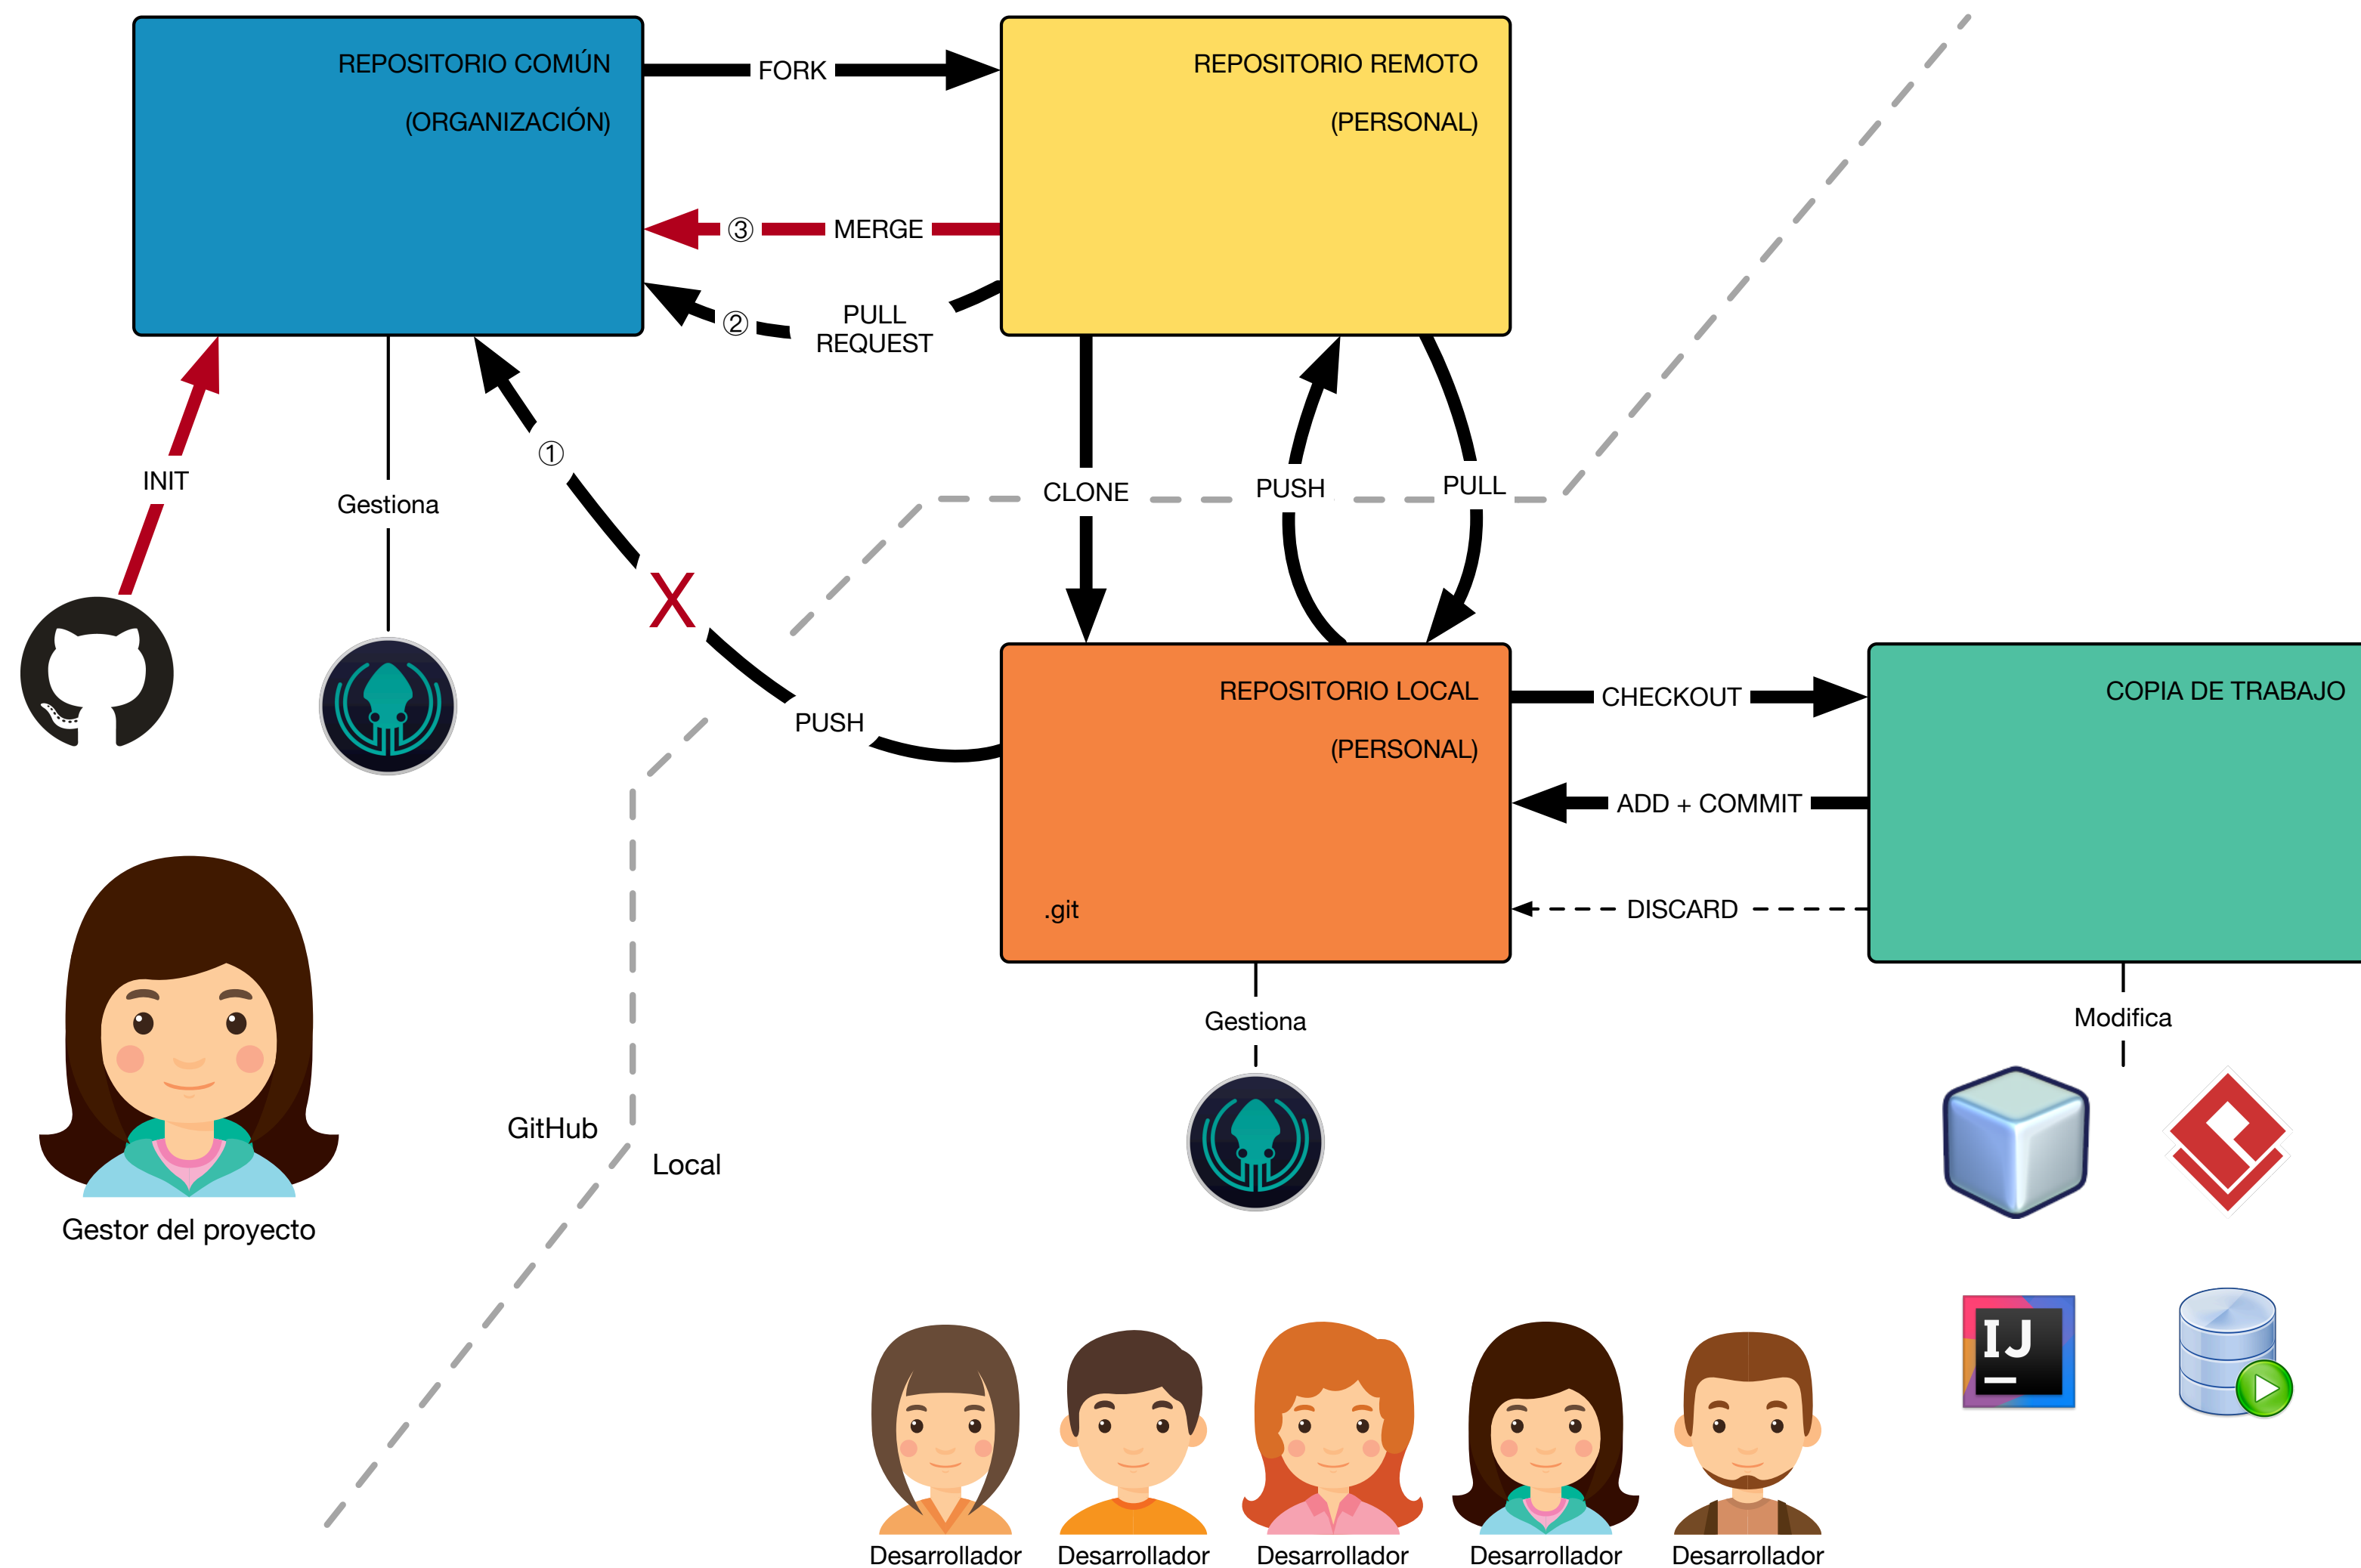 REPOSITORIO COMÚN
(ORGANIZACIÓN)
FORK
REPOSITORIO REMOTO
(PERSONAL)
③ MERGE
② PULL
REQUEST
①
INIT
Gestiona
CLONE
PUSH
PULL
X
PUSH
REPOSITORIO LOCAL
(PERSONAL)
.git
CHECKOUT
ADD + COMMIT
DISCARD
COPIA DE TRABAJO
Gestiona
Modifica
GitHub
Local
Gestor del proyecto
IJ
Desarrollador
Desarrollador
Desarrollador
Desarrollador
Desarrollador